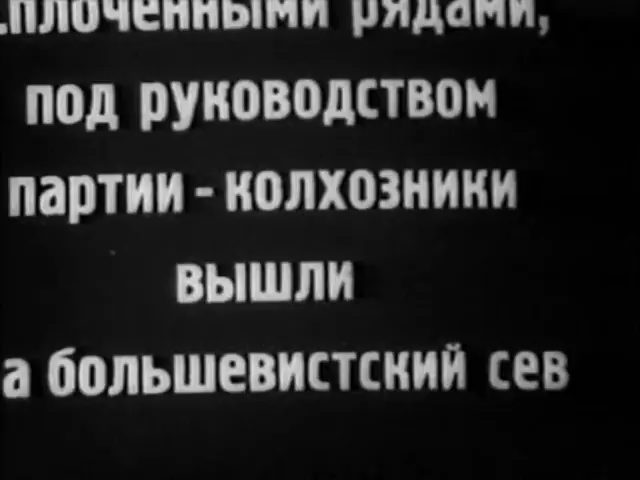 .плоченными рядами,
под руководством
партии - колхозники
вышли
а большевистский сев